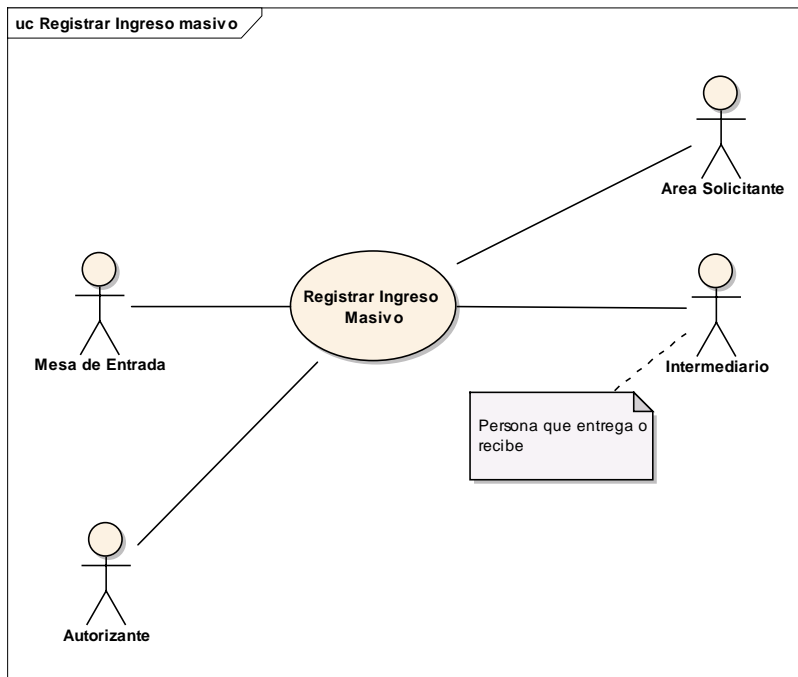 uc Registrar Ingreso masivo
Area Solicitante
Registrar Ingreso
Masivo
Mesa de Entrada
Intermediario
Persona que entrega o
recibe
Autorizante